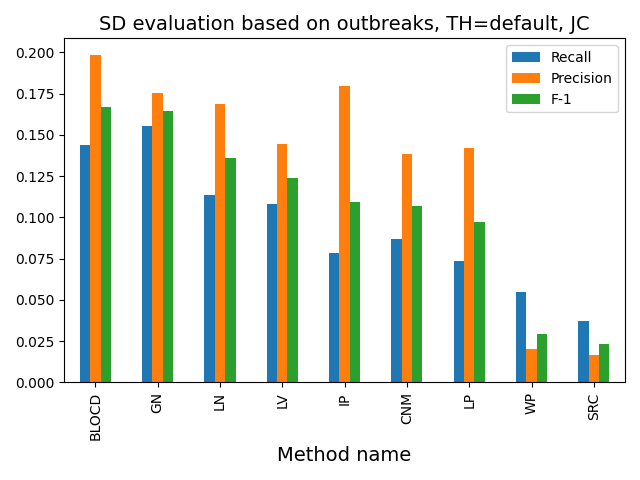 SD evaluation based on outbreaks, TH=default, JC
Recall
Precision
F-1
0.200
0.175
0.150
0.125
0.100
0.075
0.050
0.025
0.000
BLOCD
GN
LN
LV
IP
CNM
LP
WP
SRC
Method name